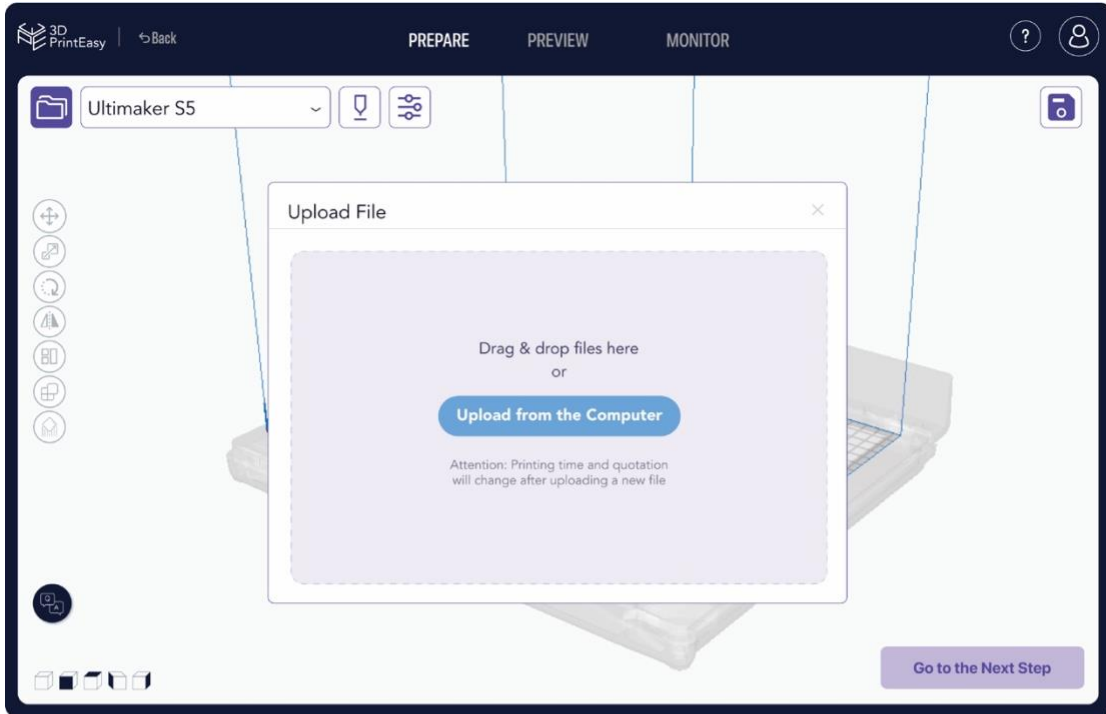 3D
PrintEasy
Back
PREPARE
PREVIEW
MONITOR
?
Ultimaker S5
Upload File
Drag & drop files here
or
Upload from the Computer
Attention: Printing time and quotation
will change after uploading a new file
Q
A
Go to the Next Step